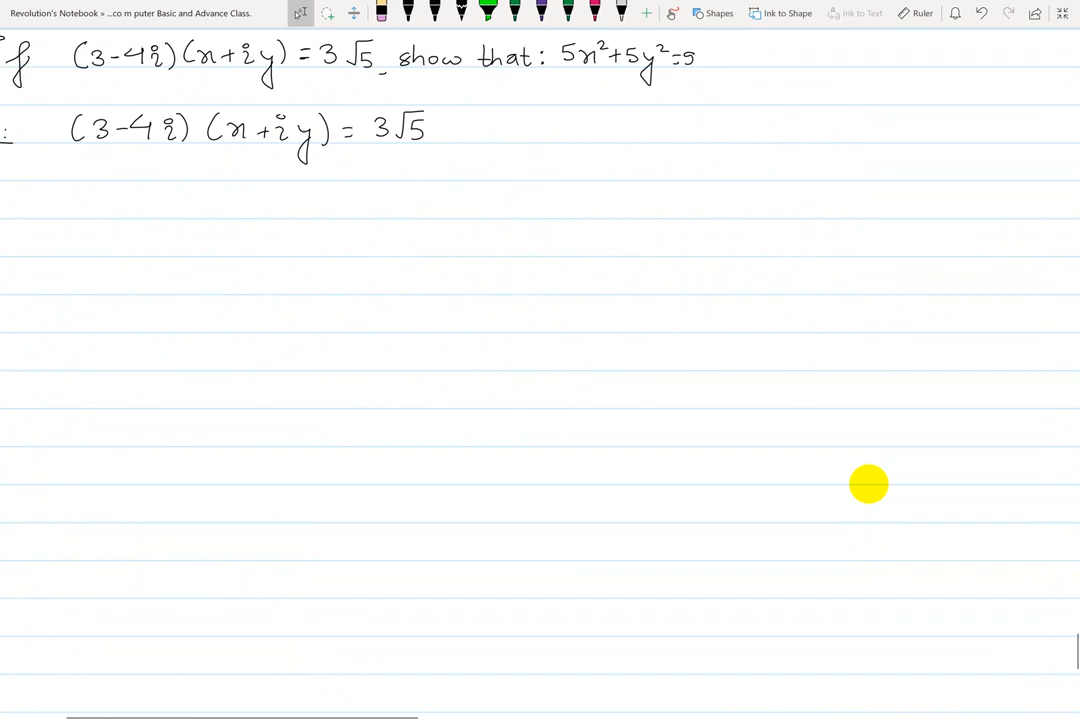 Revolution's Notebook » ...co m puter Basic and Advance Class.
Shapes
Ink to Shape
Ink to Text
Ruler
If (3-4i)(x+iy) = 3√5, show that: 5x²+5y²=9
: (3-4i) (x+iy) = 3√5